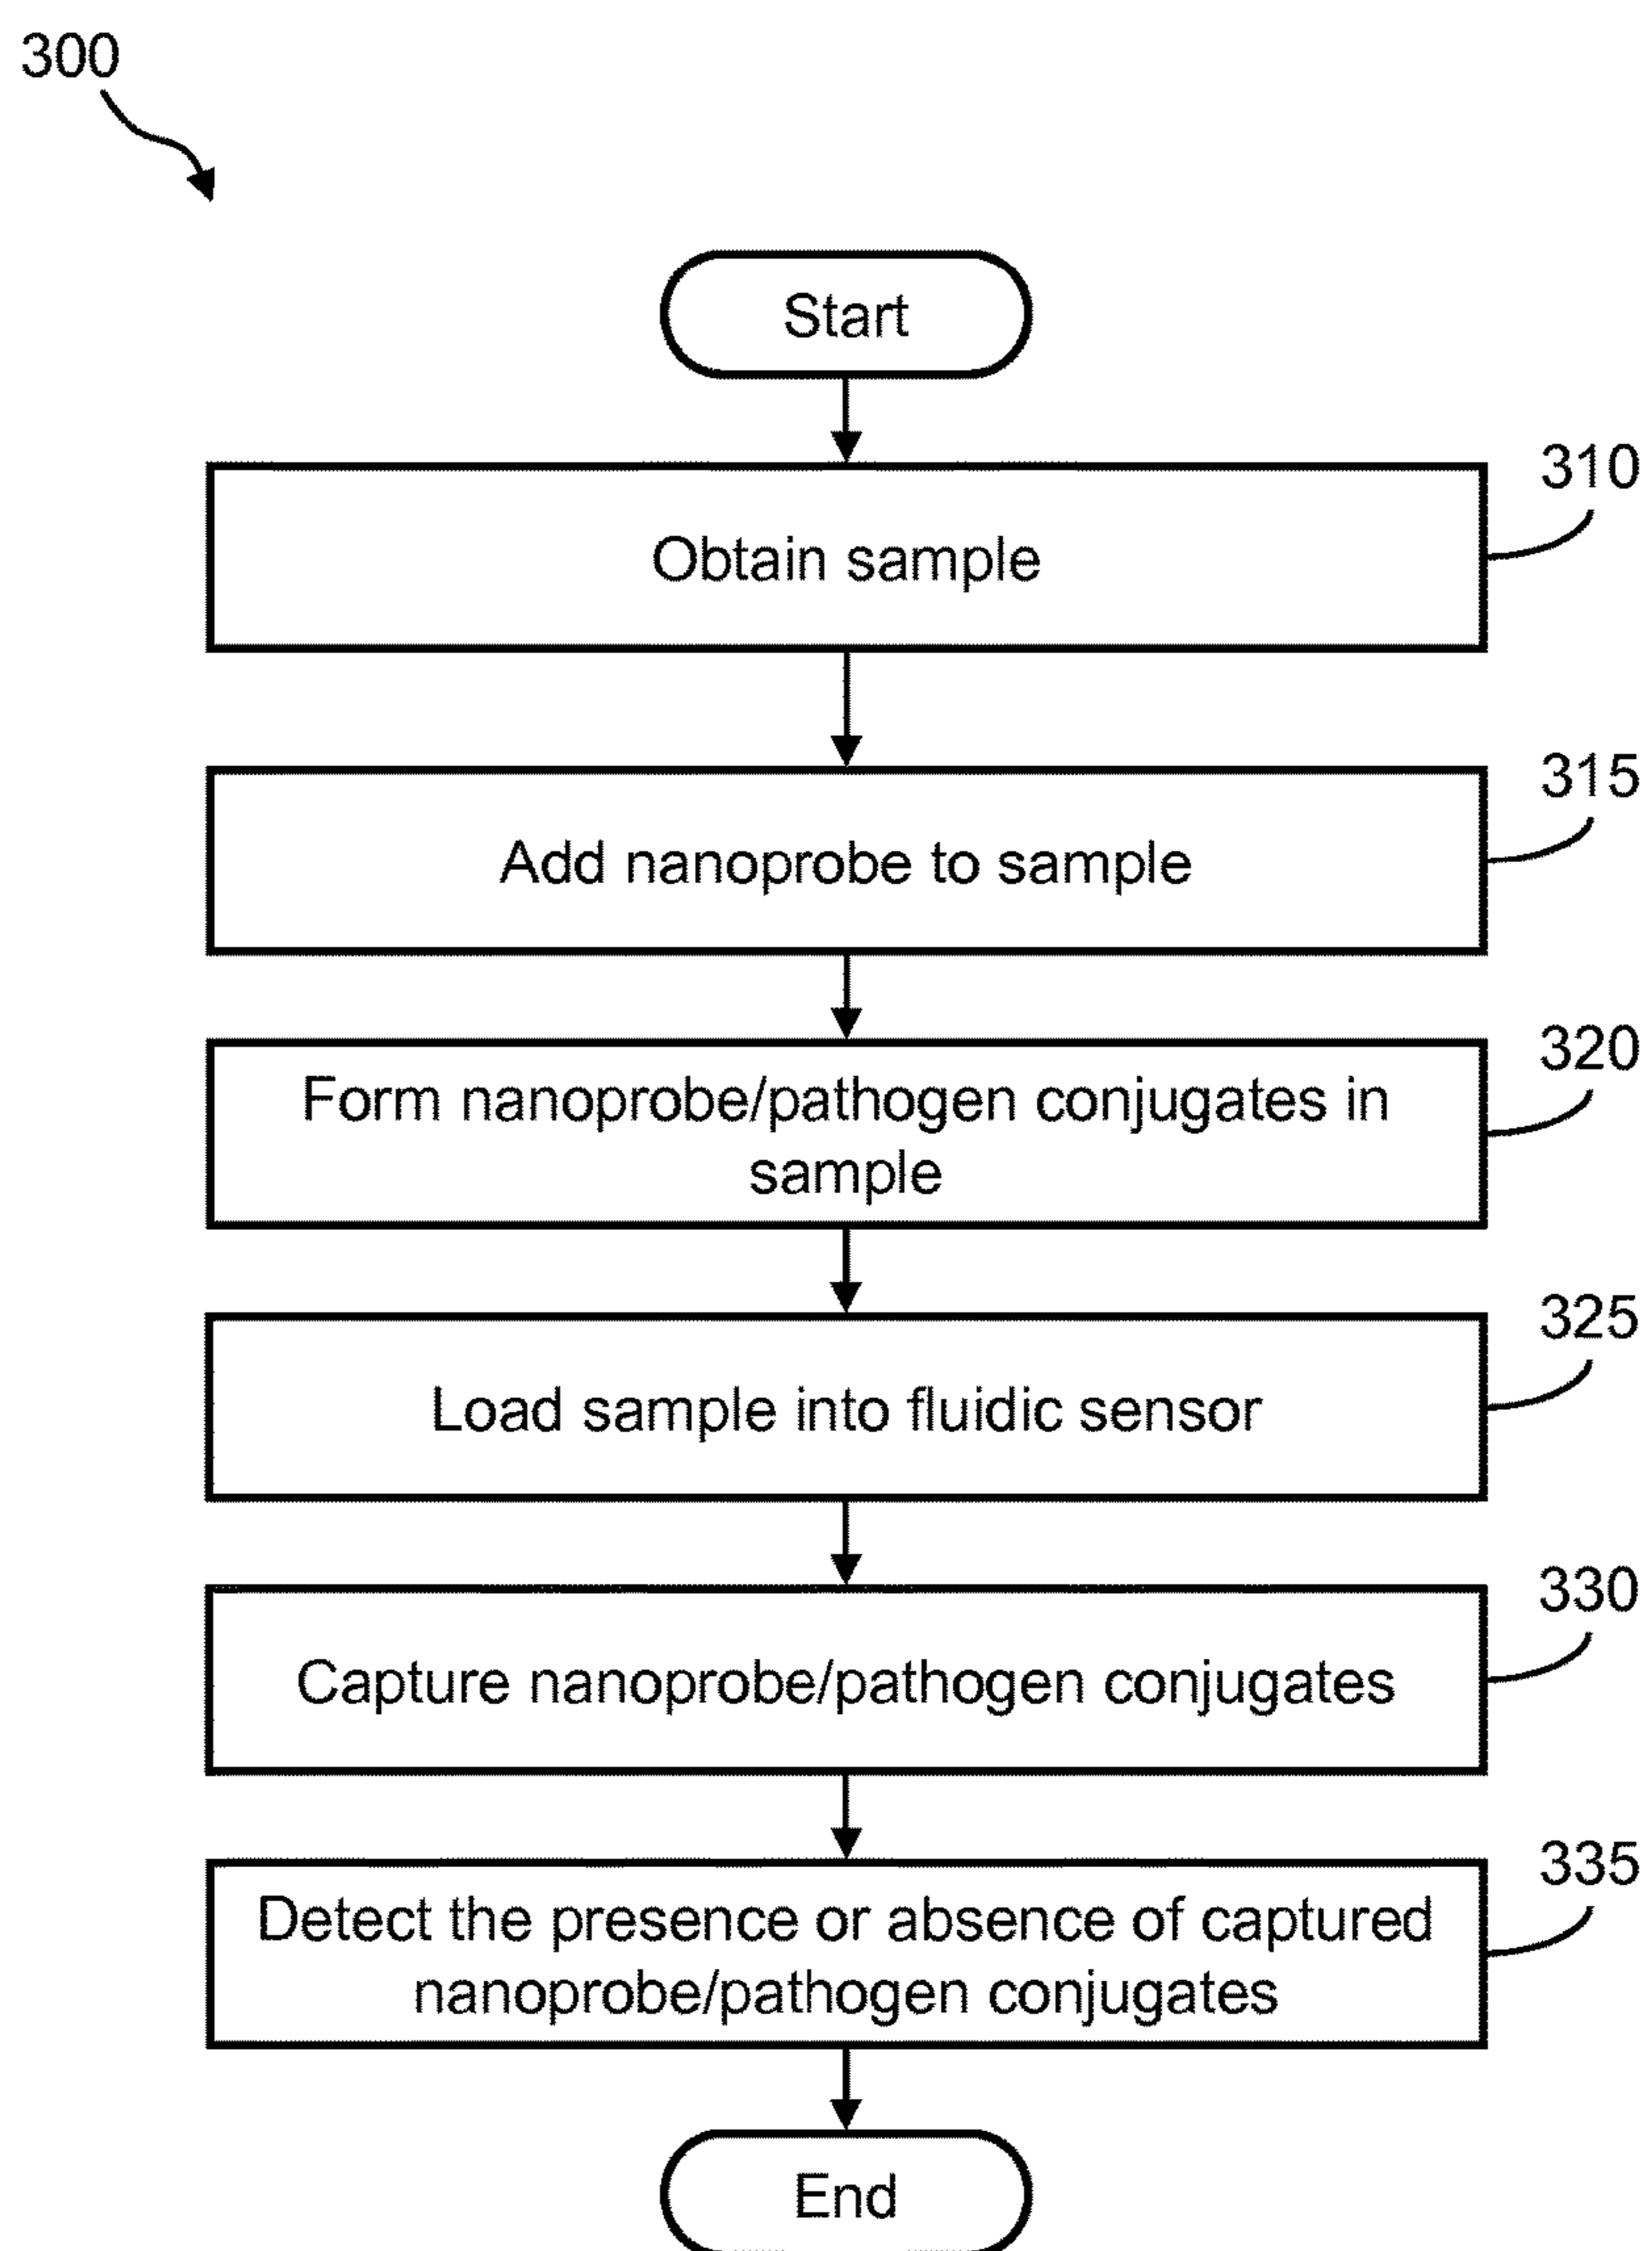 300
Start
310
Obtain sample
315
Add nanoprobe to sample
320
Form nanoprobe/pathogen conjugates in
sample
325
Load sample into fluidic sensor
330
Capture nanoprobe/pathogen conjugates
335
Detect the presence or absence of captured
nanoprobe/pathogen conjugates
End